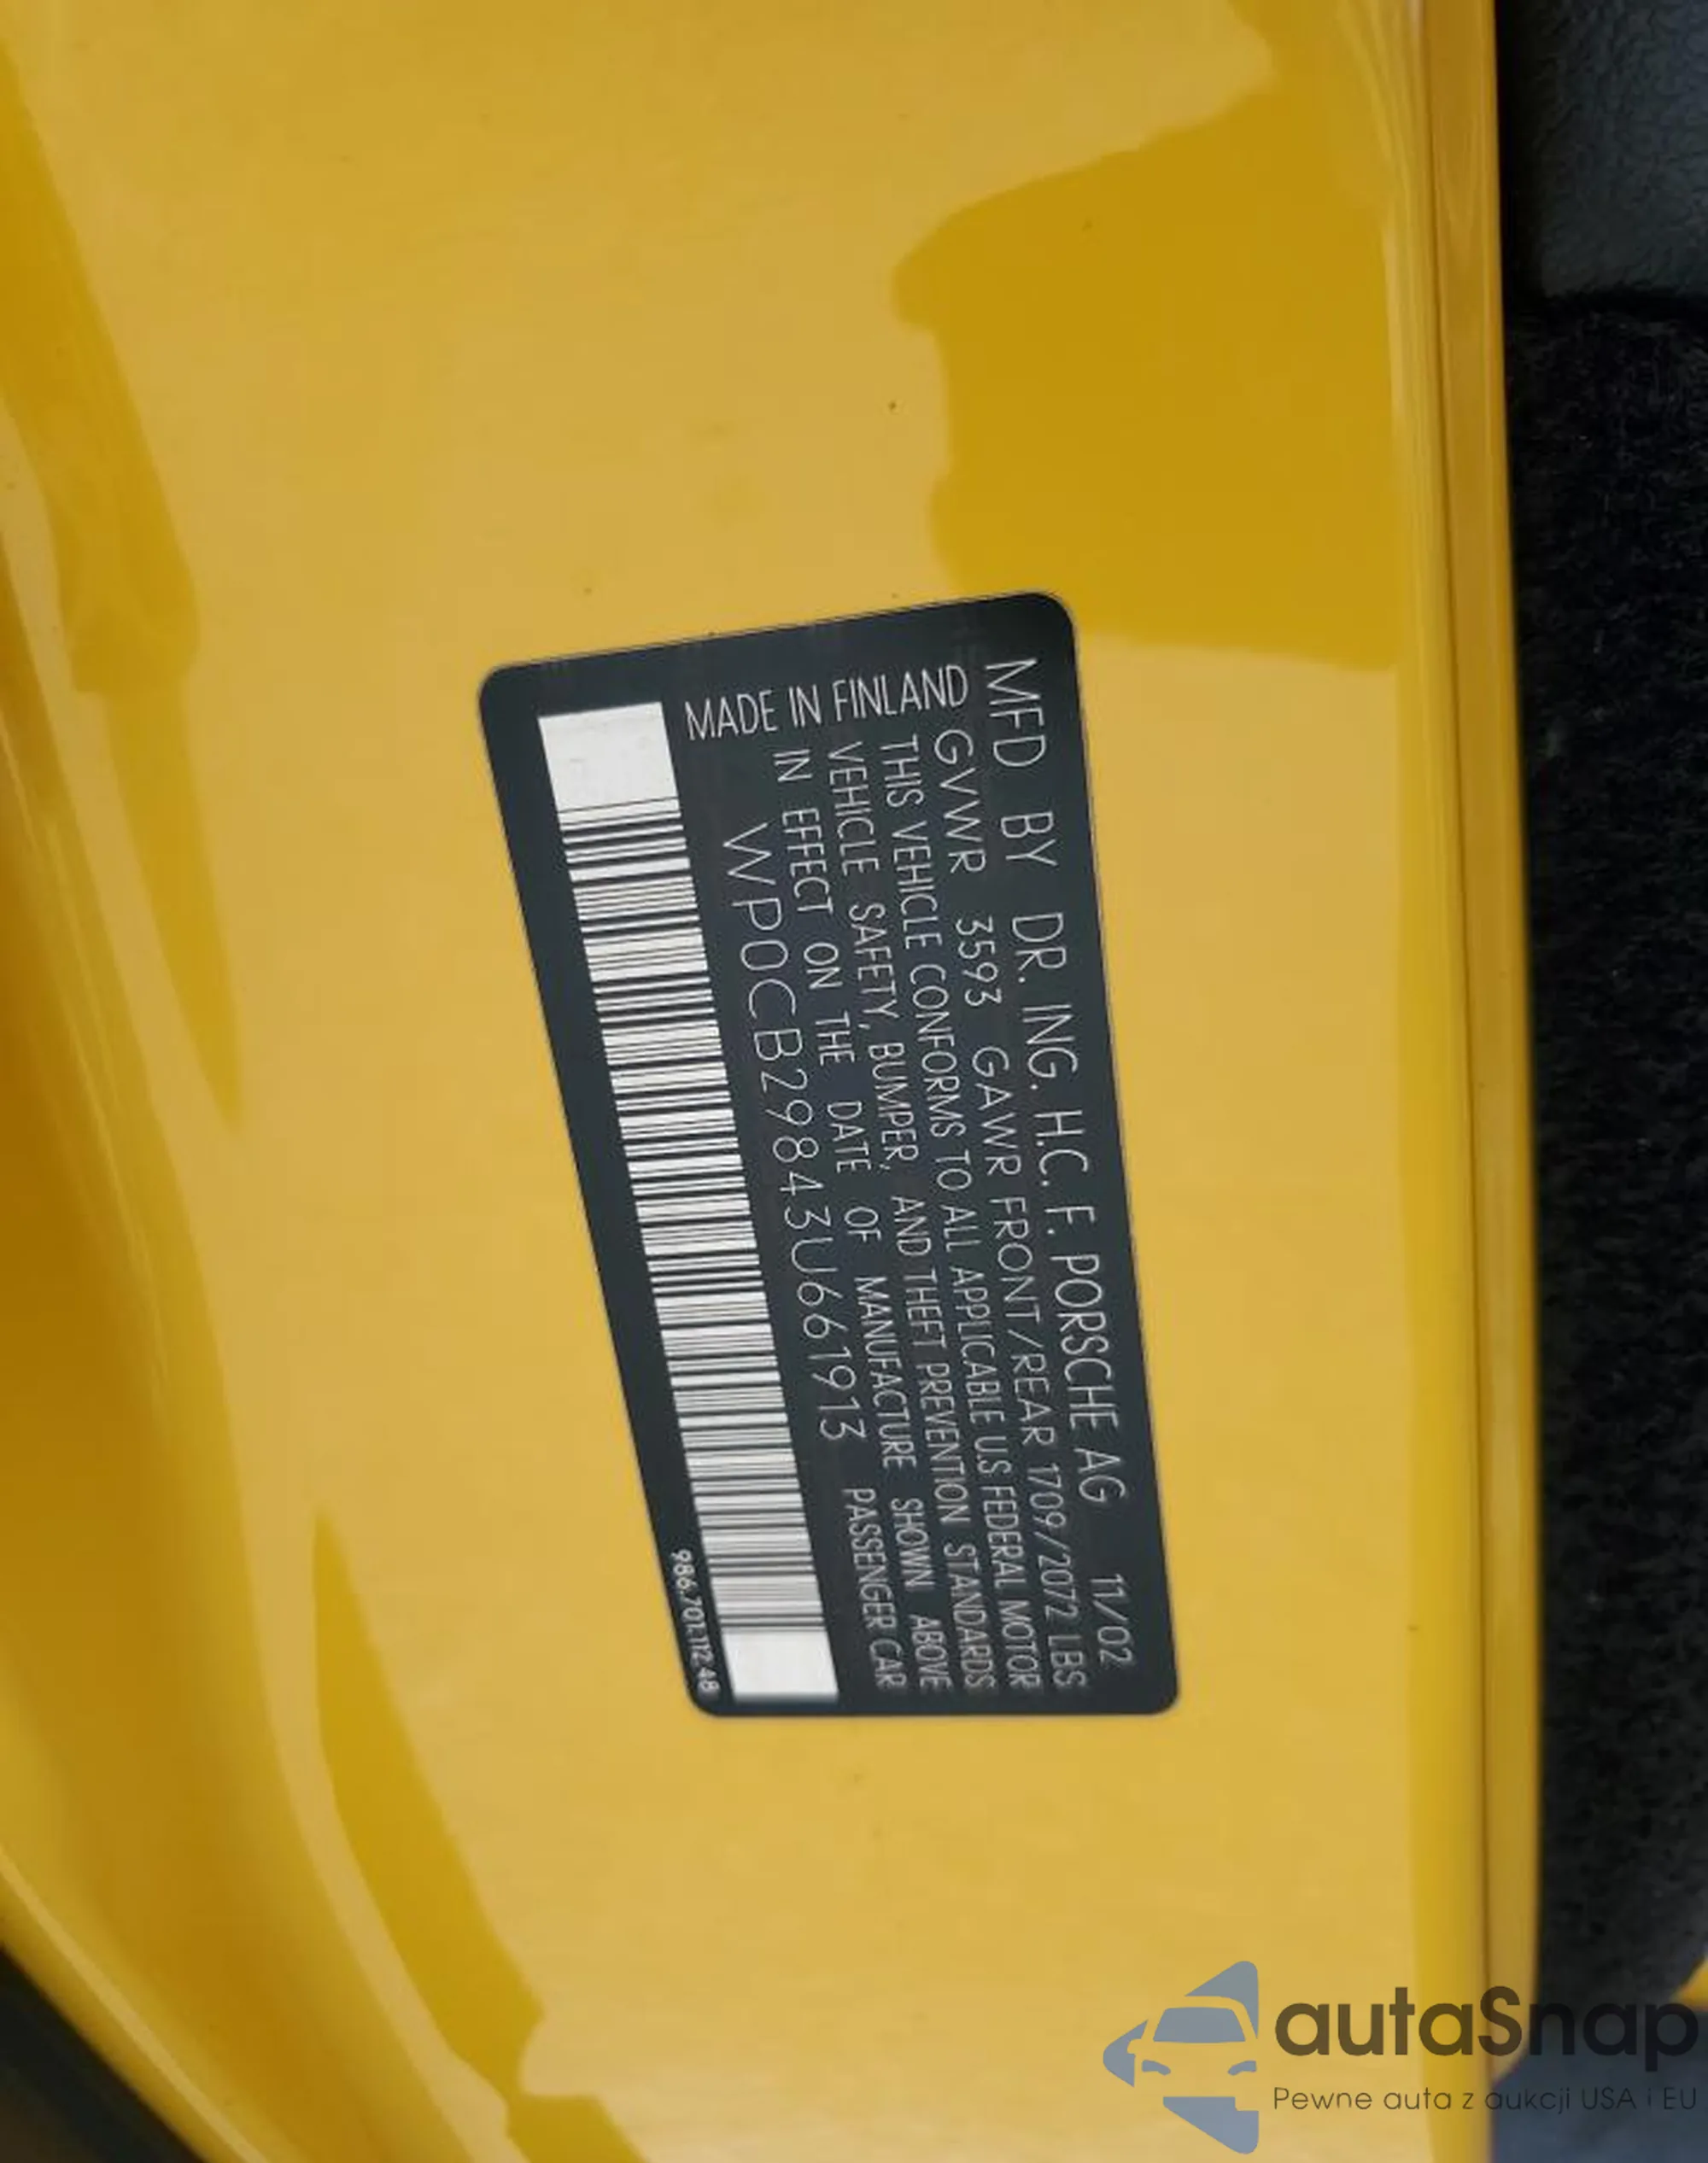 MFD BY DR. ING. H.C. F. PORSCHE AG 11/02
GVWR 3593 GAWR FRONT/REAR 1709/2072 LBS
THIS VEHICLE CONFORMS TO ALL APPLICABLE U.S FEDERAL MOTOR
VEHICLE SAFETY, BUMPER, AND THEFT PREVENTION STANDARDS
IN EFFECT ON THE DATE OF MANUFACTURE SHOWN ABOVE
WP0CB29843U661913 PASSENGER CAR
MADE IN FINLAND
986.701.112.48
autaSnap
Pewne auta z aukcji USA i EU